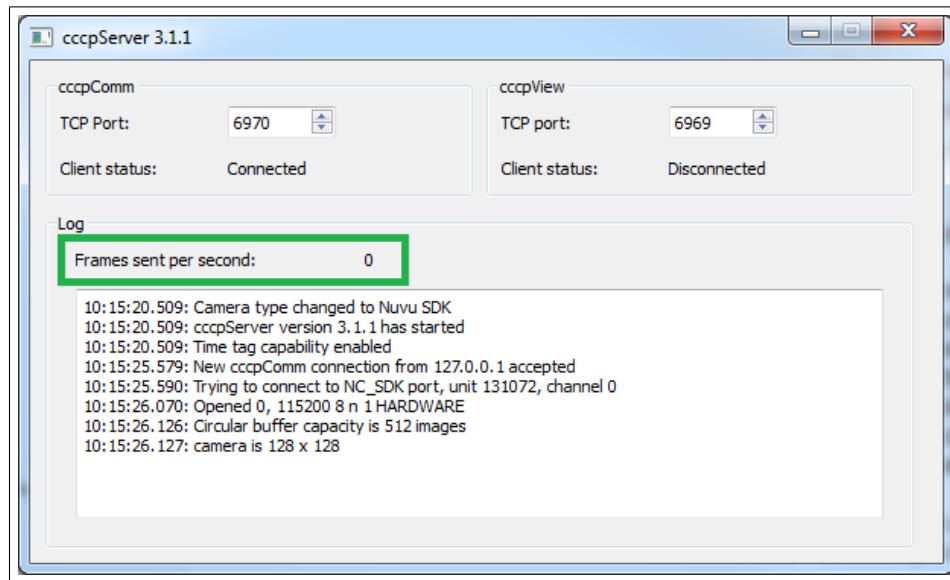 cccpServer 3.1.1
cccpComm
TCP Port: 6970
Client status: Connected
cccpView
TCP port: 6969
Client status: Disconnected
Log
Frames sent per second: 0
10:15:20.509: Camera type changed to Nuvu SDK
10:15:20.509: cccpServer version 3.1.1 has started
10:15:20.509: Time tag capability enabled
10:15:25.579: New cccpComm connection from 127.0.0.1 accepted
10:15:25.590: Trying to connect to NC_SDK port, unit 131072, channel 0
10:15:26.070: Opened 0, 115200 8 n 1 HARDWARE
10:15:26.126: Circular buffer capacity is 512 images
10:15:26.127: camera is 128 x 128